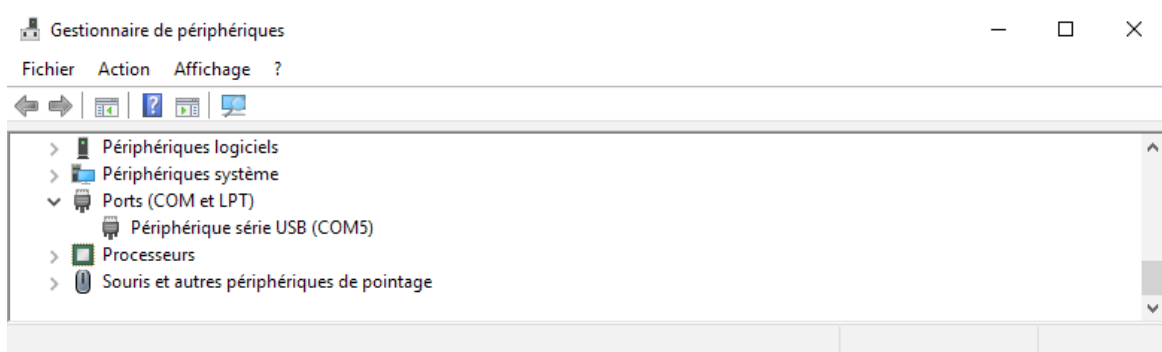 Gestionnaire de périphériques
Fichier Action Affichage ?
Périphériques logiciels
Périphériques système
Ports (COM et LPT)
Périphérique série USB (COM5)
Processeurs
Souris et autres périphériques de pointage